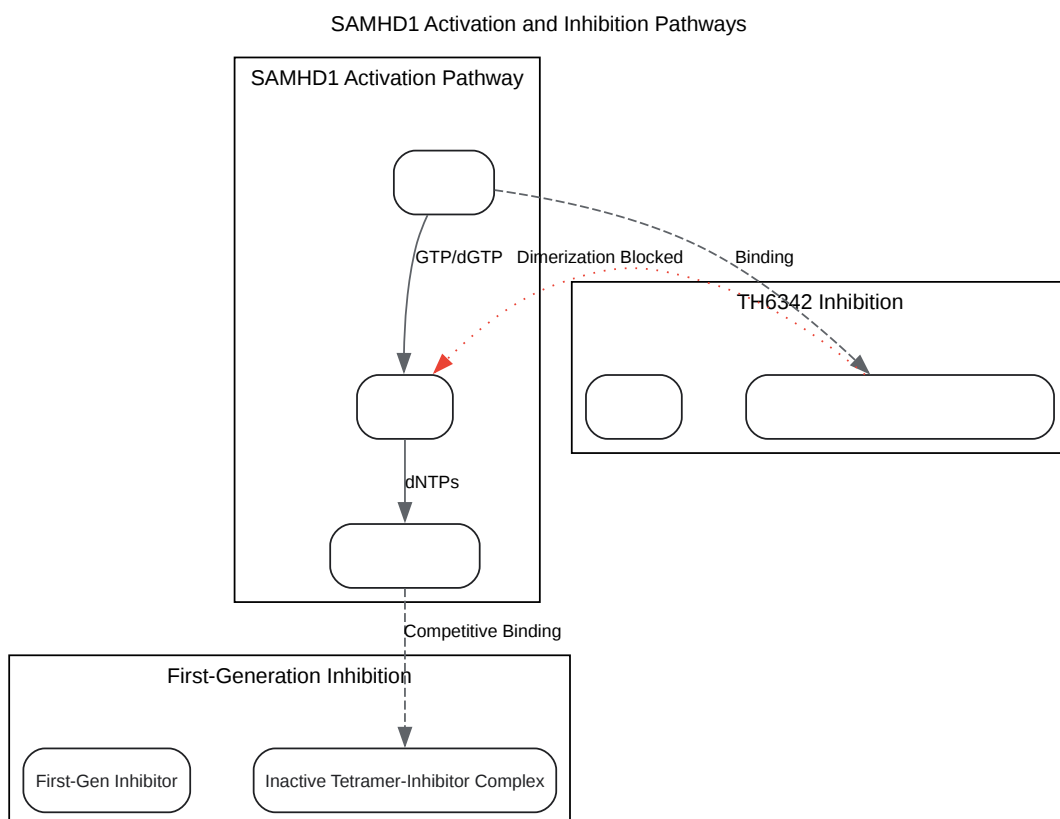 SAMHD1 Activation and Inhibition Pathways
SAMHD1 Activation Pathway
GTP/dGTP
Dimerization Blocked
Binding
TH6342 Inhibition
dNTPs
Competitive Binding
First-Generation Inhibition
First-Gen Inhibitor
Inactive Tetramer-Inhibitor Complex